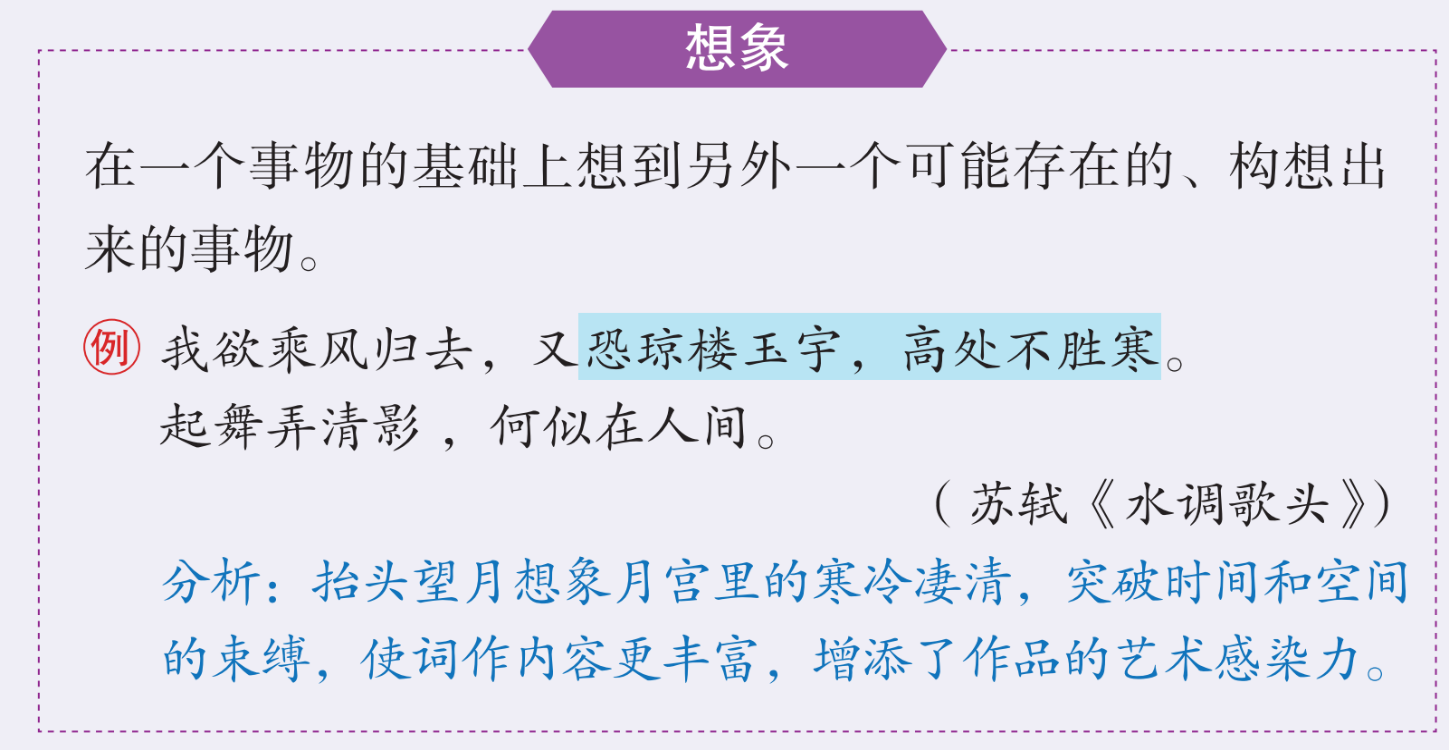 想象
在一个事物的基础上想到另外一个可能存在的、构想出
来的事物。
例 我欲乘风归去，又恐琼楼玉宇，高处不胜寒。
起舞弄清影，何似在人间。
（苏轼《水调歌头》）
分析：抬头望月想象月宫里的寒冷凄清，突破时间和空间
的束缚，使词作内容更丰富，增添了作品的艺术感染力。